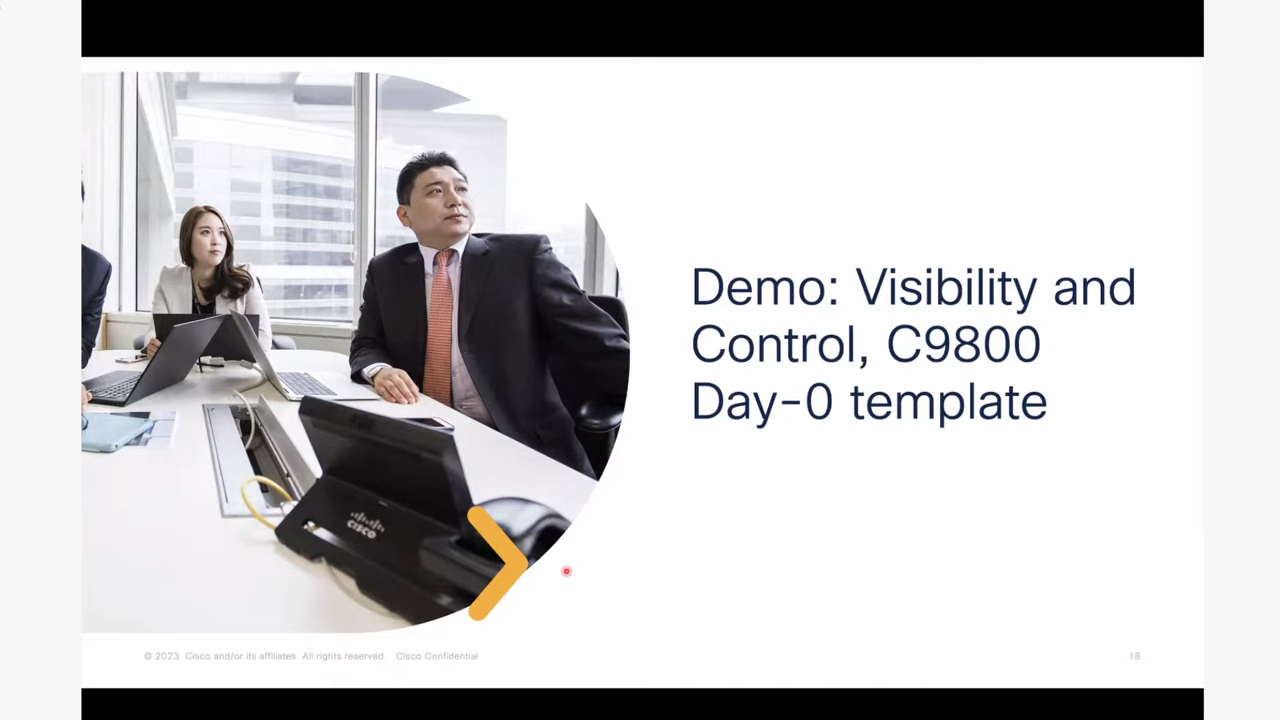 Demo: Visibility and
Control, C9800
Day-0 template
CISCO
© 2023 Cisco and/or its affiliates. All rights reserved. Cisco Confidential
18